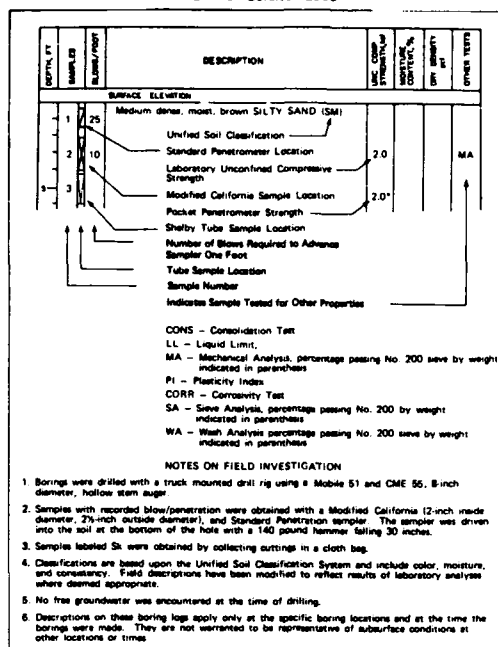 DEPTH, FT
SAMPLES
BLOWS/FOOT
DESCRIPTION
UNC COMP STRENGTH,
MOISTURE CONTENT, %
DRY DENSITY
OTHER TESTS
SURFACE ELEVATION
1 25 Medium dense, moist, brown SILTY SAND (SM)
Unified Soil Classification
Standard Penetrometer Location
2 10 2.0 MA
Laboratory Unconfined Compressive
Strength
Modified California Sample Location
5 3 2.0*
Pocket Penetrometer Strength
Shelby Tube Sample Location
Number of Blows Required to Advance
Sampler One Foot
Tube Sample Location
Sample Number
Indicates Sample Tested for Other Properties
CONS – Consolidation Test
LL – Liquid Limit,
MA – Mechanical Analysis, percentage passing No. 200 sieve by weight
indicated in parenthesis
PI – Plasticity Index
CORR – Corrosivity Test
SA – Sieve Analysis, percentage passing No. 200 by weight
indicated in parenthesis
WA – Wash Analysis percentage passing No. 200 sieve by weight
indicated in parenthesis
NOTES ON FIELD INVESTIGATION
1. Borings were drilled with a truck mounted drill rig using a Mobile 51 and CME 55, 8-inch
diameter, hollow stem auger.
2. Samples with recorded blow/penetration were obtained with a Modified California (2-inch inside
diameter, 2½-inch outside diameter), and Standard Penetration sampler. The sampler was driven
into the soil at the bottom of the hole with a 140 pound hammer falling 30 inches.
3. Samples labeled Sk were obtained by collecting cuttings in a cloth bag.
4. Classifications are based upon the Unified Soil Classification System and include color, moisture,
and consistency. Field descriptions have been modified to reflect results of laboratory analyses
where deemed appropriate.
5. No free groundwater was encountered at the time of drilling.
6. Descriptions on these boring logs apply only at the specific boring locations and at the time the
borings were made. They are not warranted to be representative of subsurface conditions at
other locations or times